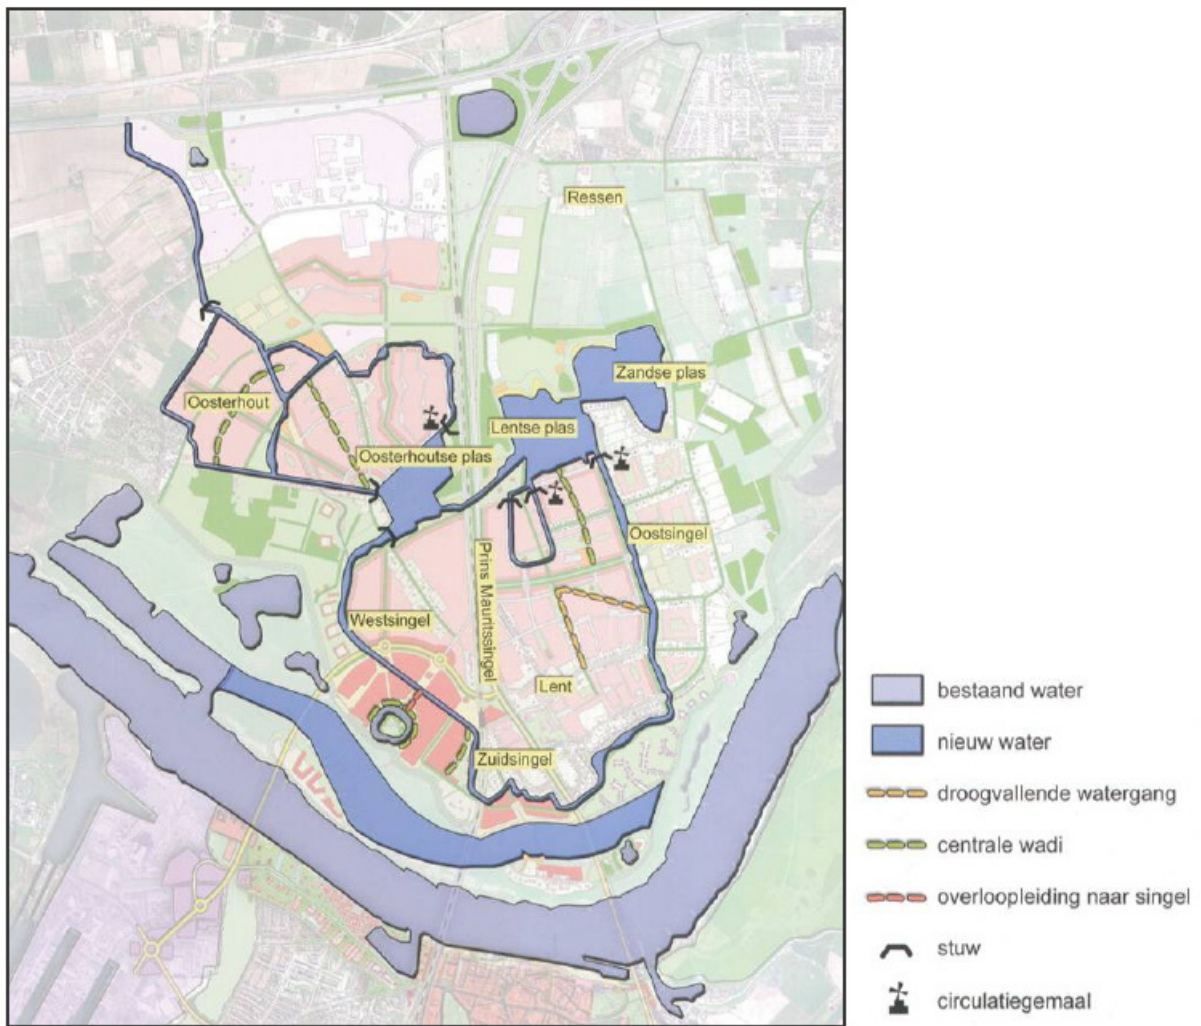 Ressen
Zandse plas
Oosterhout
Lentse plas
Oosterhoutse plas
Oostsingel
Prins Mauritssingel
Westsingel
Lent
Zuidsingel
bestaand water
nieuw water
droogvallende watergang
centrale wadi
overloopleiding naar singel
stuw
circulatiegemaal